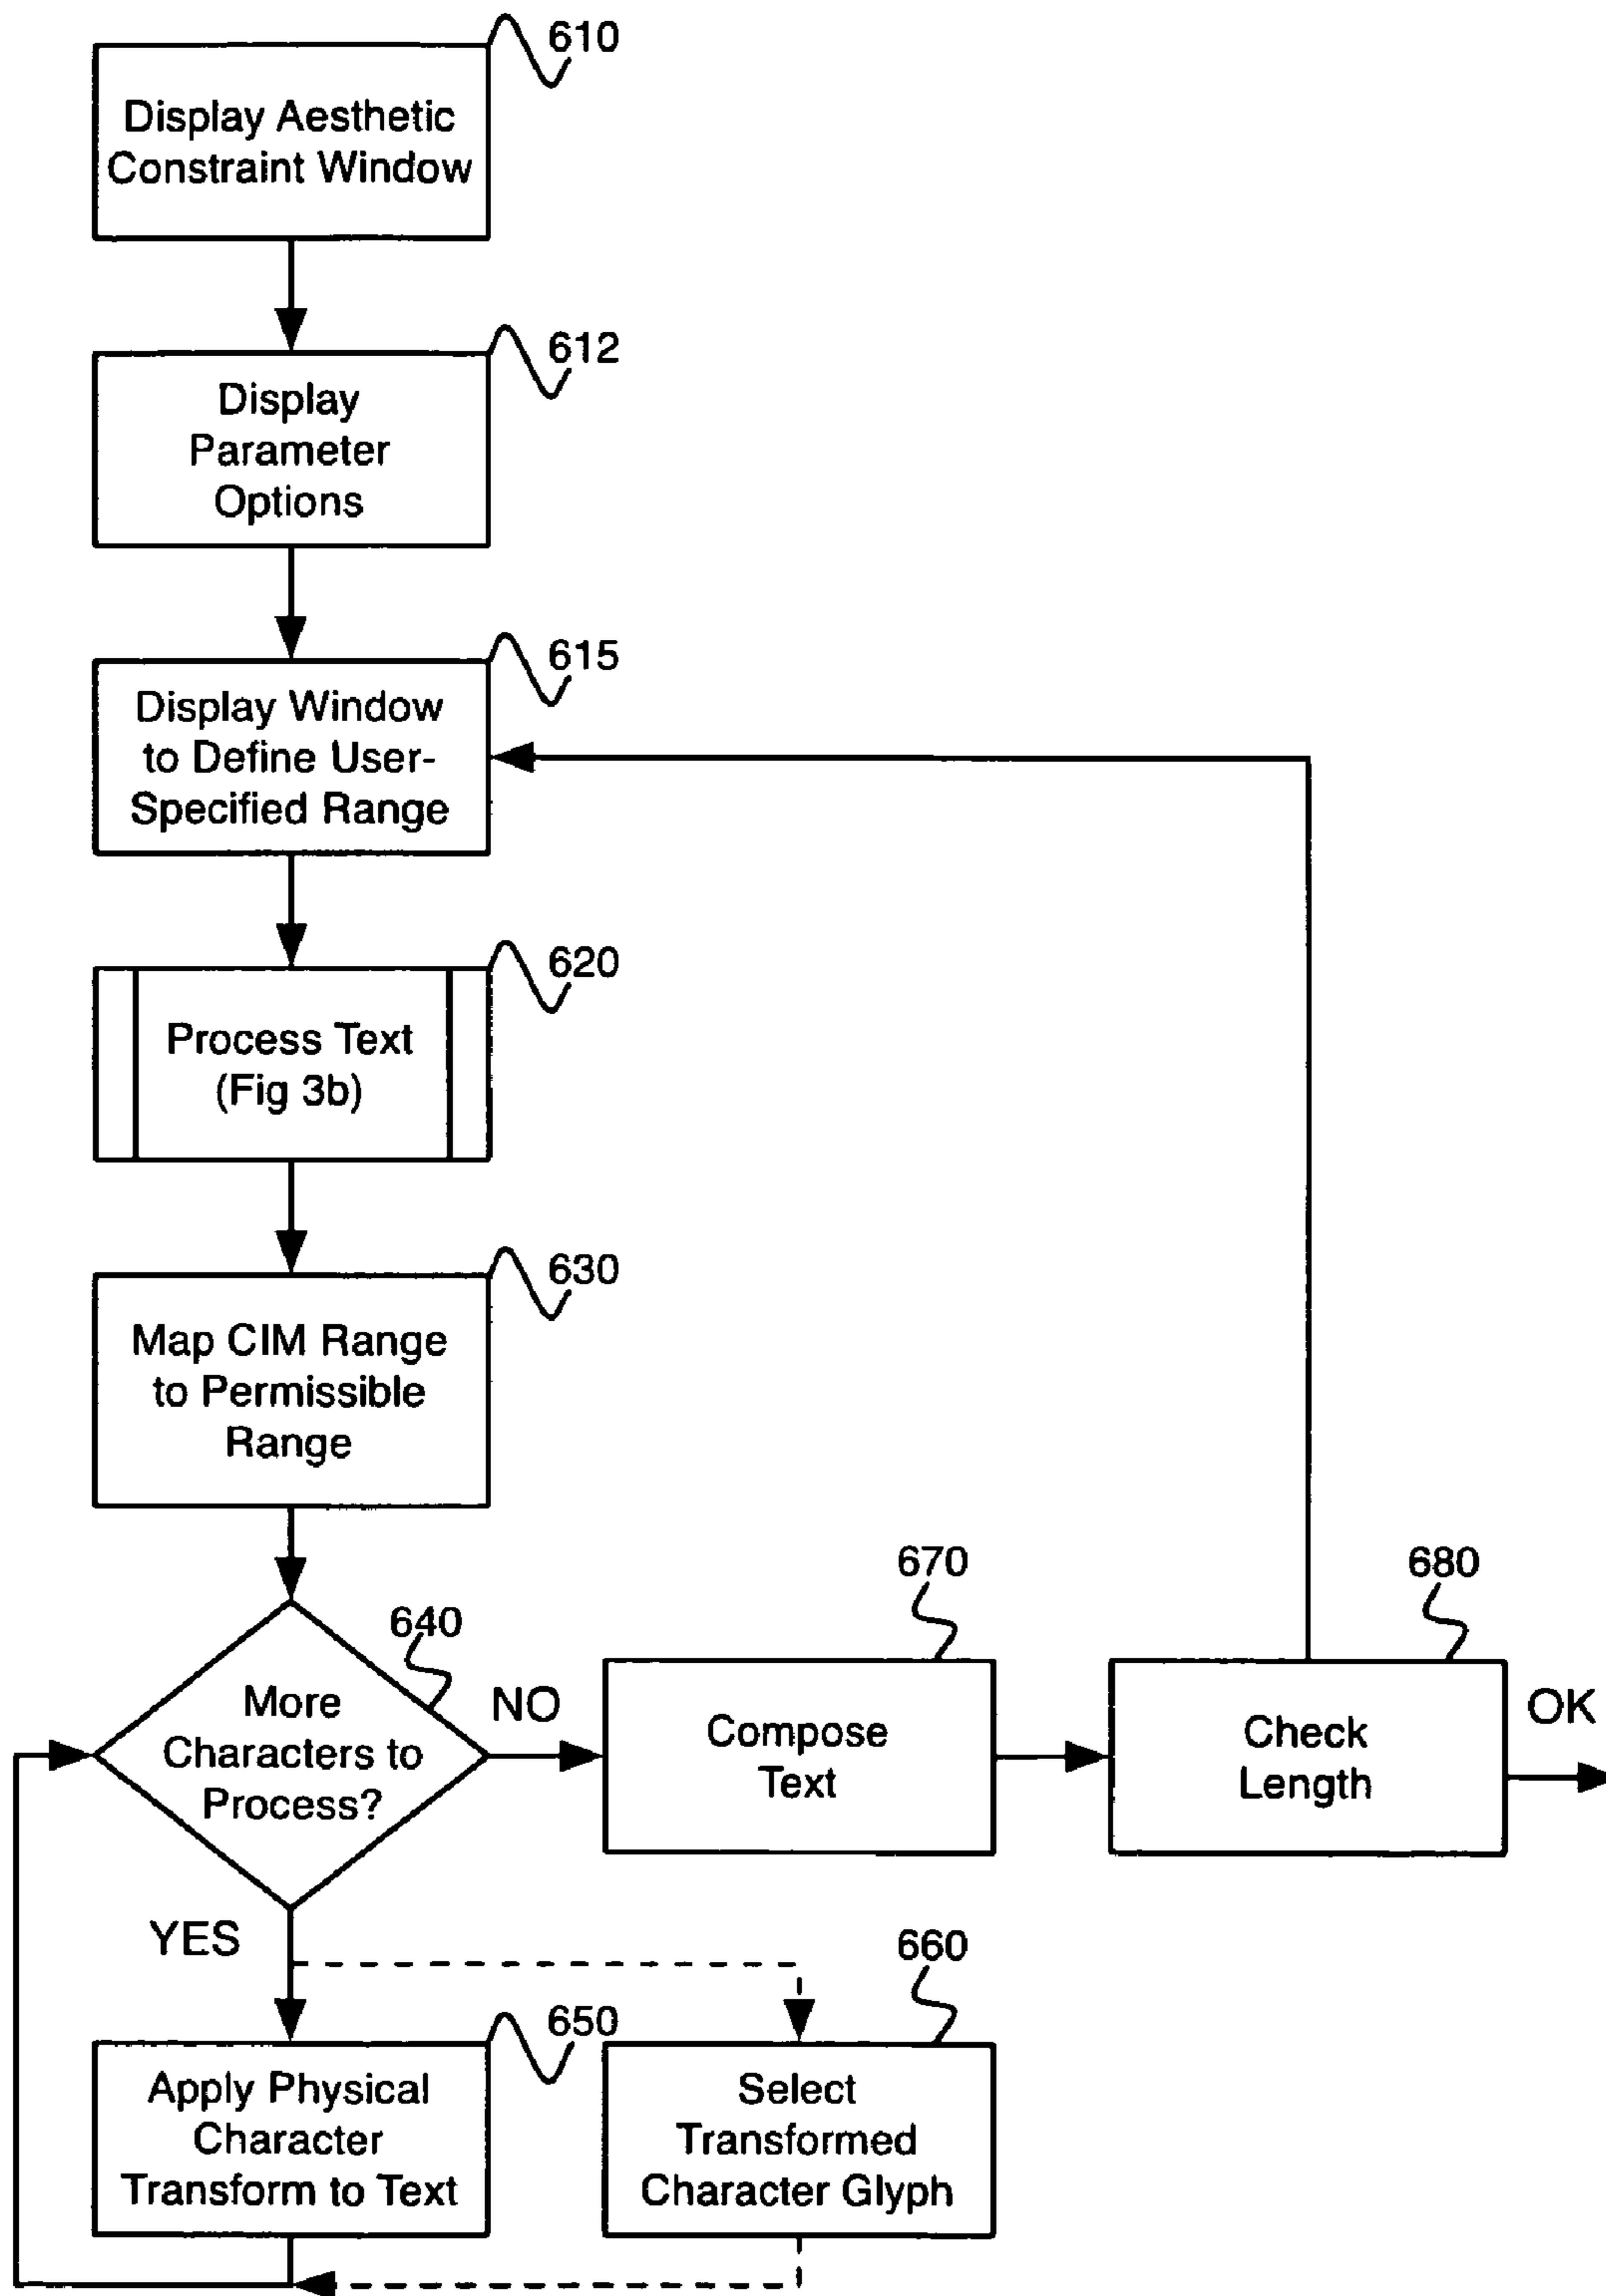 610
Display Aesthetic
Constraint Window
612
Display
Parameter
Options
615
Display Window
to Define User-
Specified Range
620
Process Text
(Fig 3b)
630
Map CIM Range
to Permissible
Range
640
More
Characters to
Process?
NO
670
Compose
Text
680
Check
Length
OK
YES
650
Apply Physical
Character
Transform to Text
660
Select
Transformed
Character Glyph